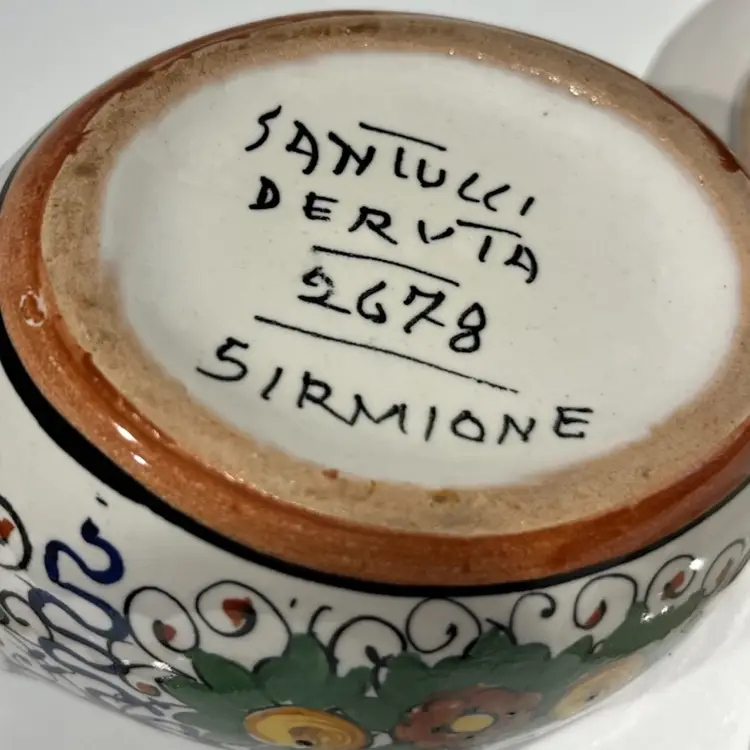 SANTUCCI
DERUTA
2678
SIRMIONE